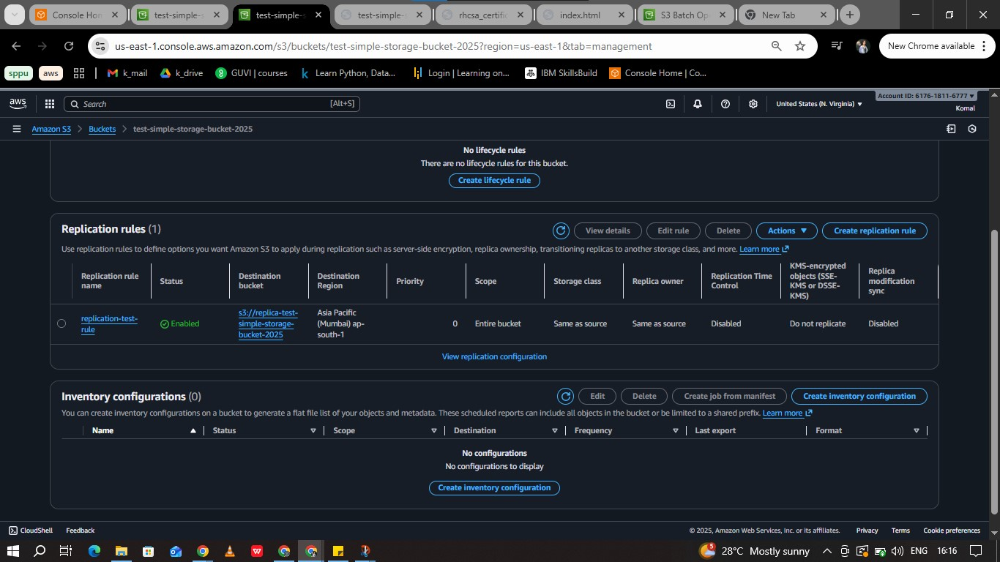 Console Hom
test-simple-s
test-simple-s
test-simple-s
rhcsa_certific
index.html
S3 Batch Op
New Tab
us-east-1.console.aws.amazon.com/s3/buckets/test-simple-storage-bucket-2025?region=us-east-1&tab=management
New Chrome available
sppu
aws
k_mail
k_drive
GUVI | courses
Learn Python, Data...
Login | Learning on...
IBM SkillsBuild
Console Home | Co...
aws
Search
[Alt+S]
United States (N. Virginia)
Account ID: 6176-1811-6777
Komal
Amazon S3 > Buckets > test-simple-storage-bucket-2025
No lifecycle rules
There are no lifecycle rules for this bucket.
Create lifecycle rule
Replication rules (1)
View details
Edit rule
Delete
Actions
Create replication rule
Use replication rules to define options you want Amazon S3 to apply during replication such as server-side encryption, replica ownership, transitioning replicas to another storage class, and more. Learn more
Replication rule
name
Status
Destination
bucket
Destination
Region
Priority
Scope
Storage class
Replica owner
Replication Time
Control
KMS-encrypted
objects (SSE-
KMS or DSSE-
KMS)
Replica
modification
sync
replication-test-
rule
Enabled
s3://replica-test-
simple-storage-
bucket-2025
Asia Pacific
(Mumbai) ap-
south-1
0
Entire bucket
Same as source
Same as source
Disabled
Do not replicate
Disabled
View replication configuration
Inventory configurations (0)
Edit
Delete
Create job from manifest
Create inventory configuration
You can create inventory configurations on a bucket to generate a flat file list of your objects and metadata. These scheduled reports can include all objects in the bucket or be limited to a shared prefix. Learn more
Name
Status
Scope
Destination
Frequency
Last export
Format
No configurations
No configurations to display
Create inventory configuration
CloudShell
Feedback
© 2025, Amazon Web Services, Inc. or its affiliates.
Privacy
Terms
Cookie preferences
5
28°C Mostly sunny
ENG
16:16